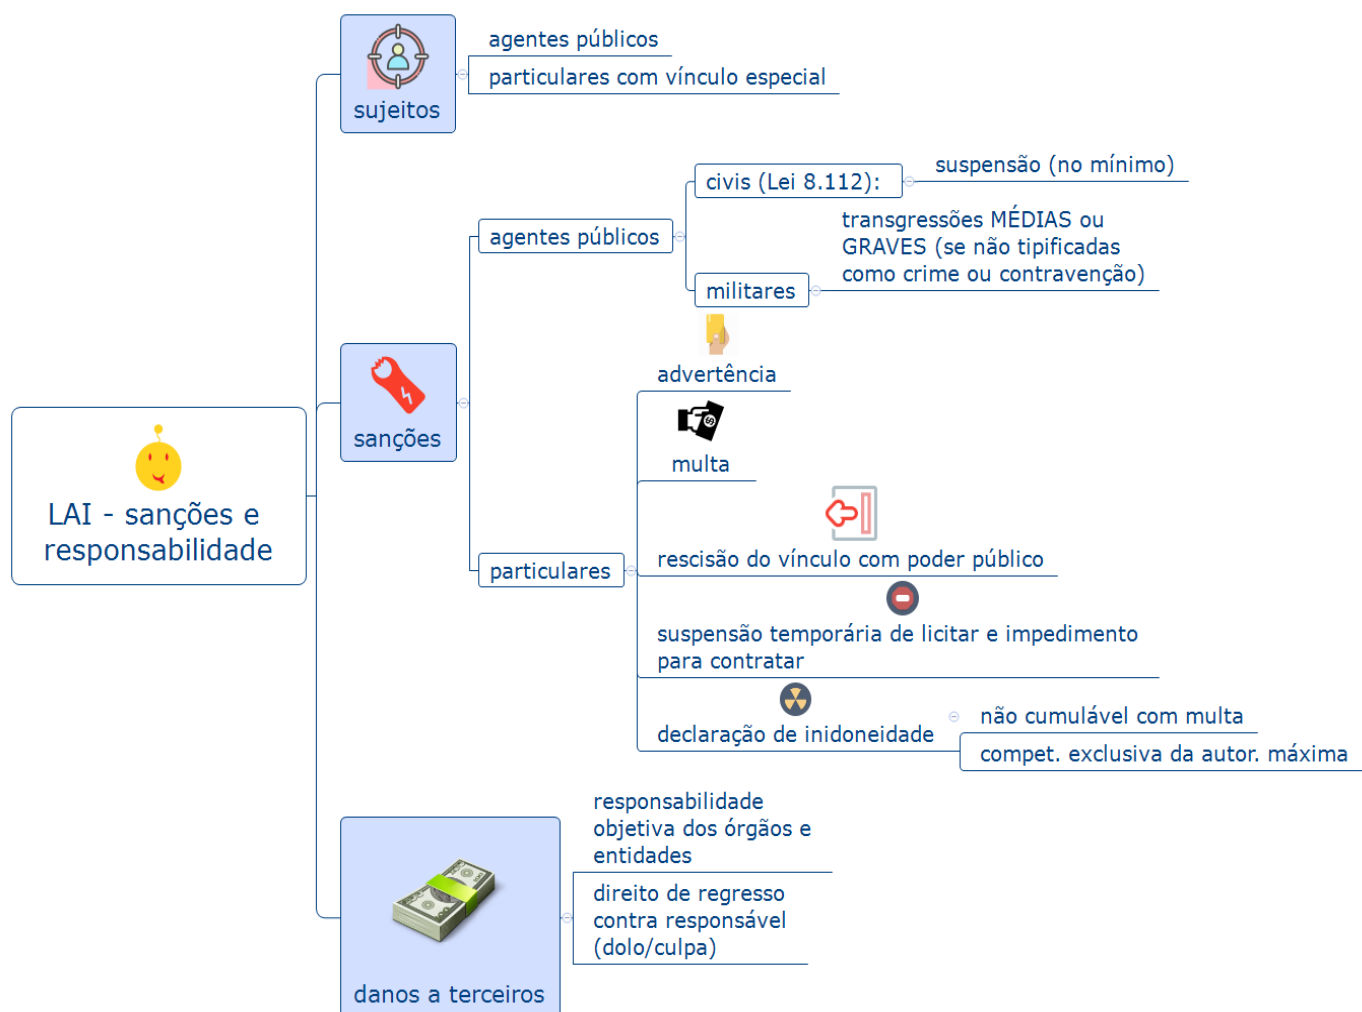 LAI - sanções e
responsabilidade
sujeitos
agentes públicos
particulares com vínculo especial
sanções
agentes públicos
civis (Lei 8.112):
suspensão (no mínimo)
militares
transgressões MÉDIAS ou
GRAVES (se não tipificadas
como crime ou contravenção)
particulares
advertência
multa
rescisão do vínculo com poder público
suspensão temporária de licitar e impedimento
para contratar
declaração de inidoneidade
não cumulável com multa
compet. exclusiva da autor. máxima
danos a terceiros
responsabilidade
objetiva dos órgãos e
entidades
direito de regresso
contra responsável
(dolo/culpa)